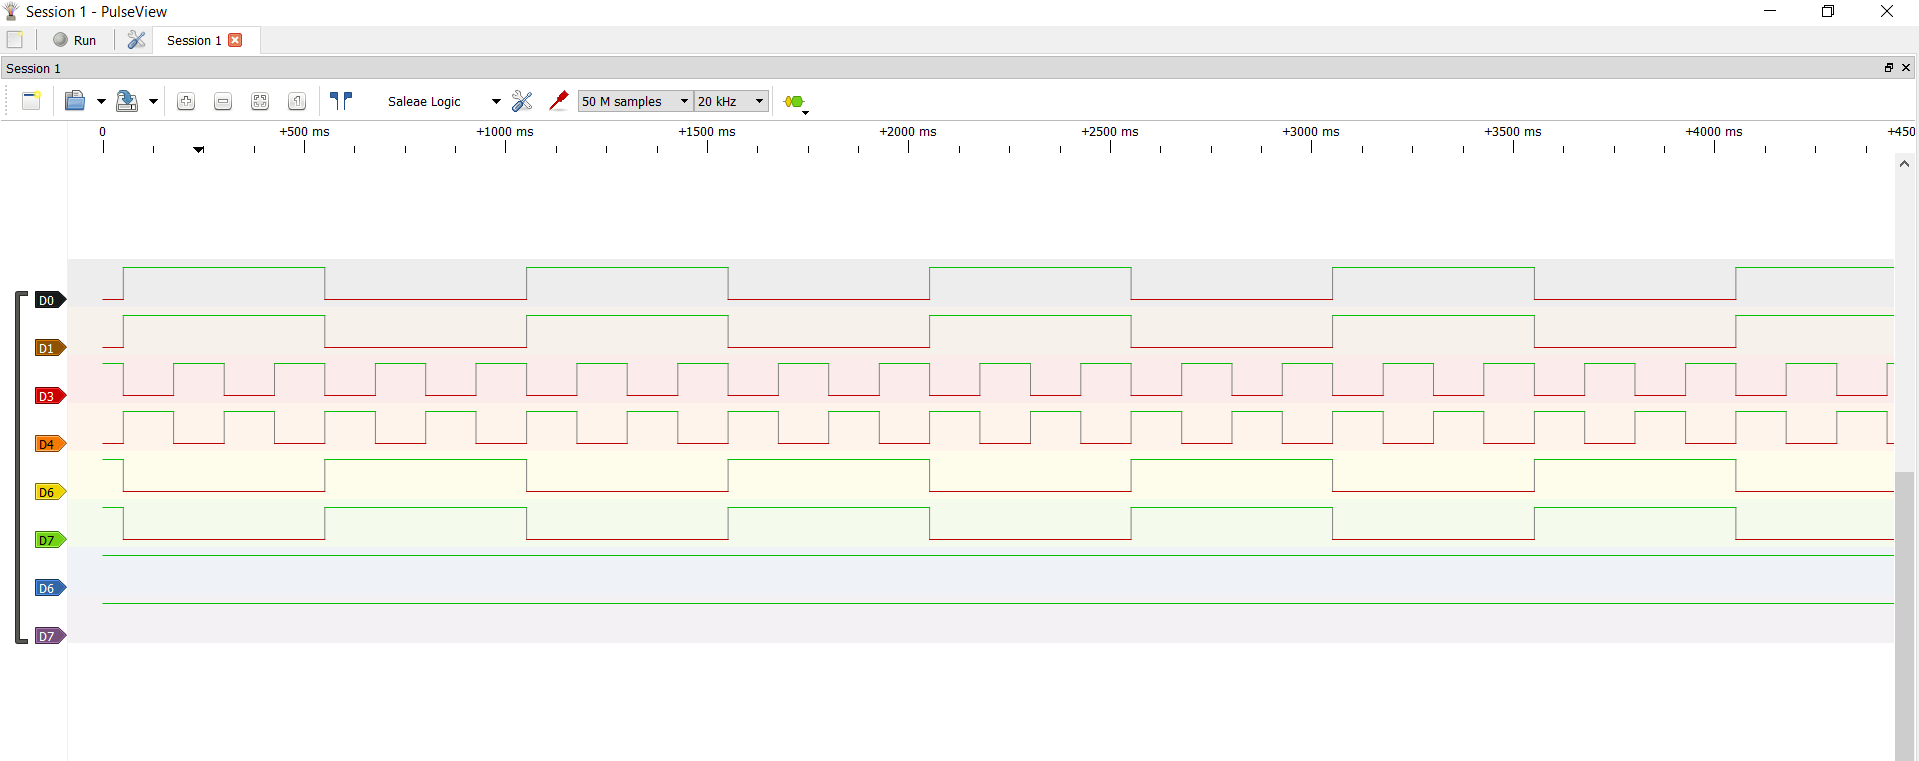 Session 1 - PulseView
Run
Session 1
Session 1
1
Saleae Logic
50 M samples
20 kHz
0 +500 ms +1000 ms +1500 ms +2000 ms +2500 ms +3000 ms +3500 ms +4000 ms +450
D0
D1
D3
D4
D6
D7
D6
D7